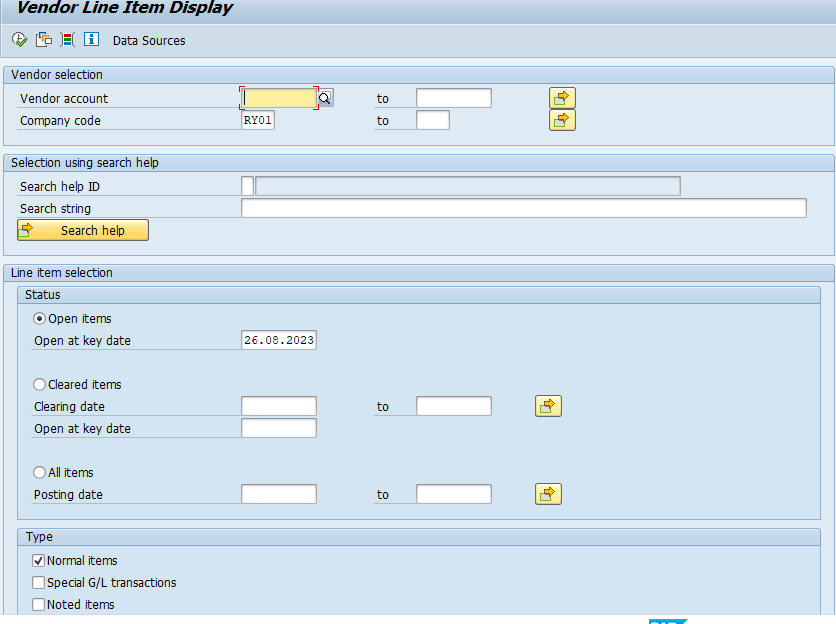 Vendor Line Item Display
Data Sources
Vendor selection
Vendor account to
Company code RY01 to
Selection using search help
Search help ID
Search string
Search help
Line item selection
Status
Open items
Open at key date 26.08.2023
Cleared items
Clearing date to
Open at key date
All items
Posting date to
Type
Normal items
Special G/L transactions
Noted items